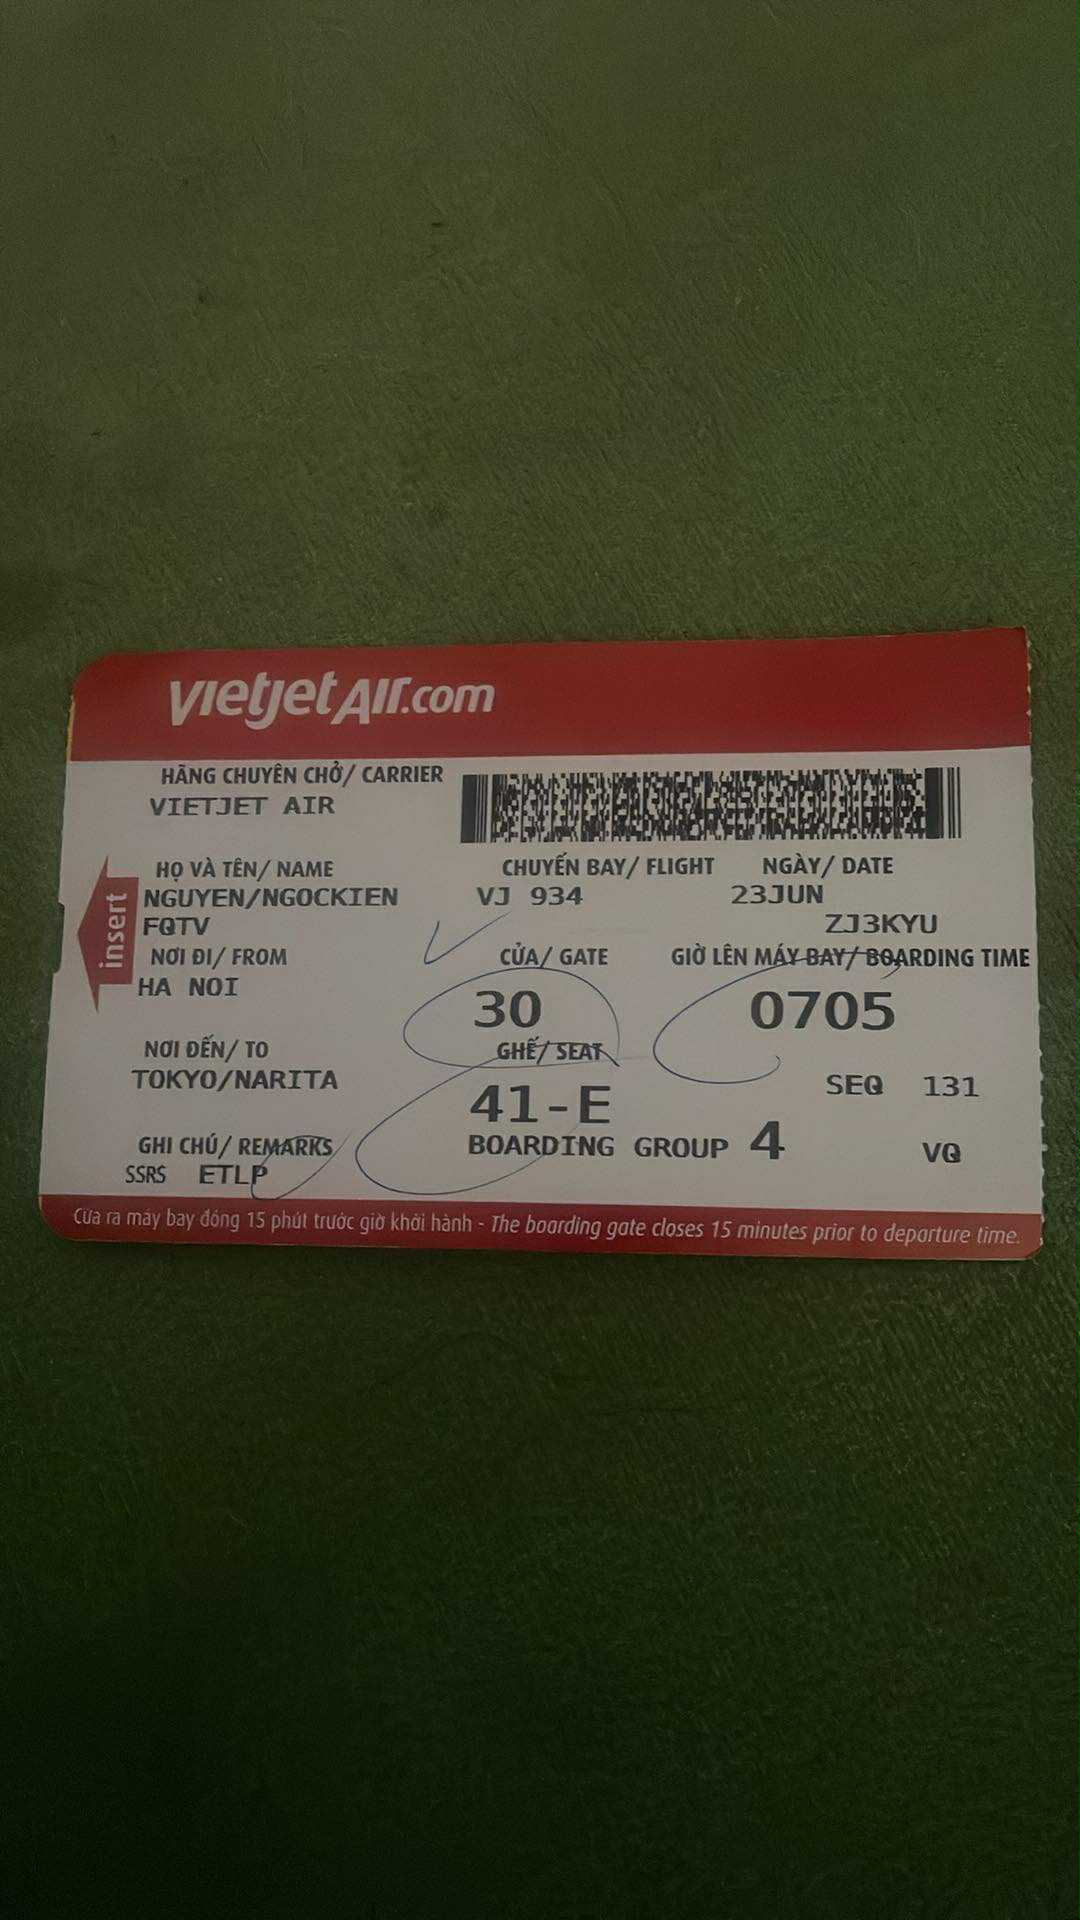 vietjetAir.com
HÃNG CHUYÊN CHỞ/ CARRIER
VIETJET AIR
HỌ VÀ TÊN/ NAME CHUYẾN BAY/ FLIGHT NGÀY/ DATE
NGUYEN/NGOCKIEN VJ 934 23JUN
FQTV ZJ3KYU
insert
NƠI ĐI/ FROM CỬA/ GATE GIỜ LÊN MÁY BAY/ BOARDING TIME
HA NOI 30 0705
NƠI ĐẾN/ TO GHẾ/ SEAT
TOKYO/NARITA 41-E SEQ 131
GHI CHÚ/ REMARKS BOARDING GROUP 4 VQ
SSRS ETLP
Cửa ra máy bay đóng 15 phút trước giờ khởi hành - The boarding gate closes 15 minutes prior to departure time.